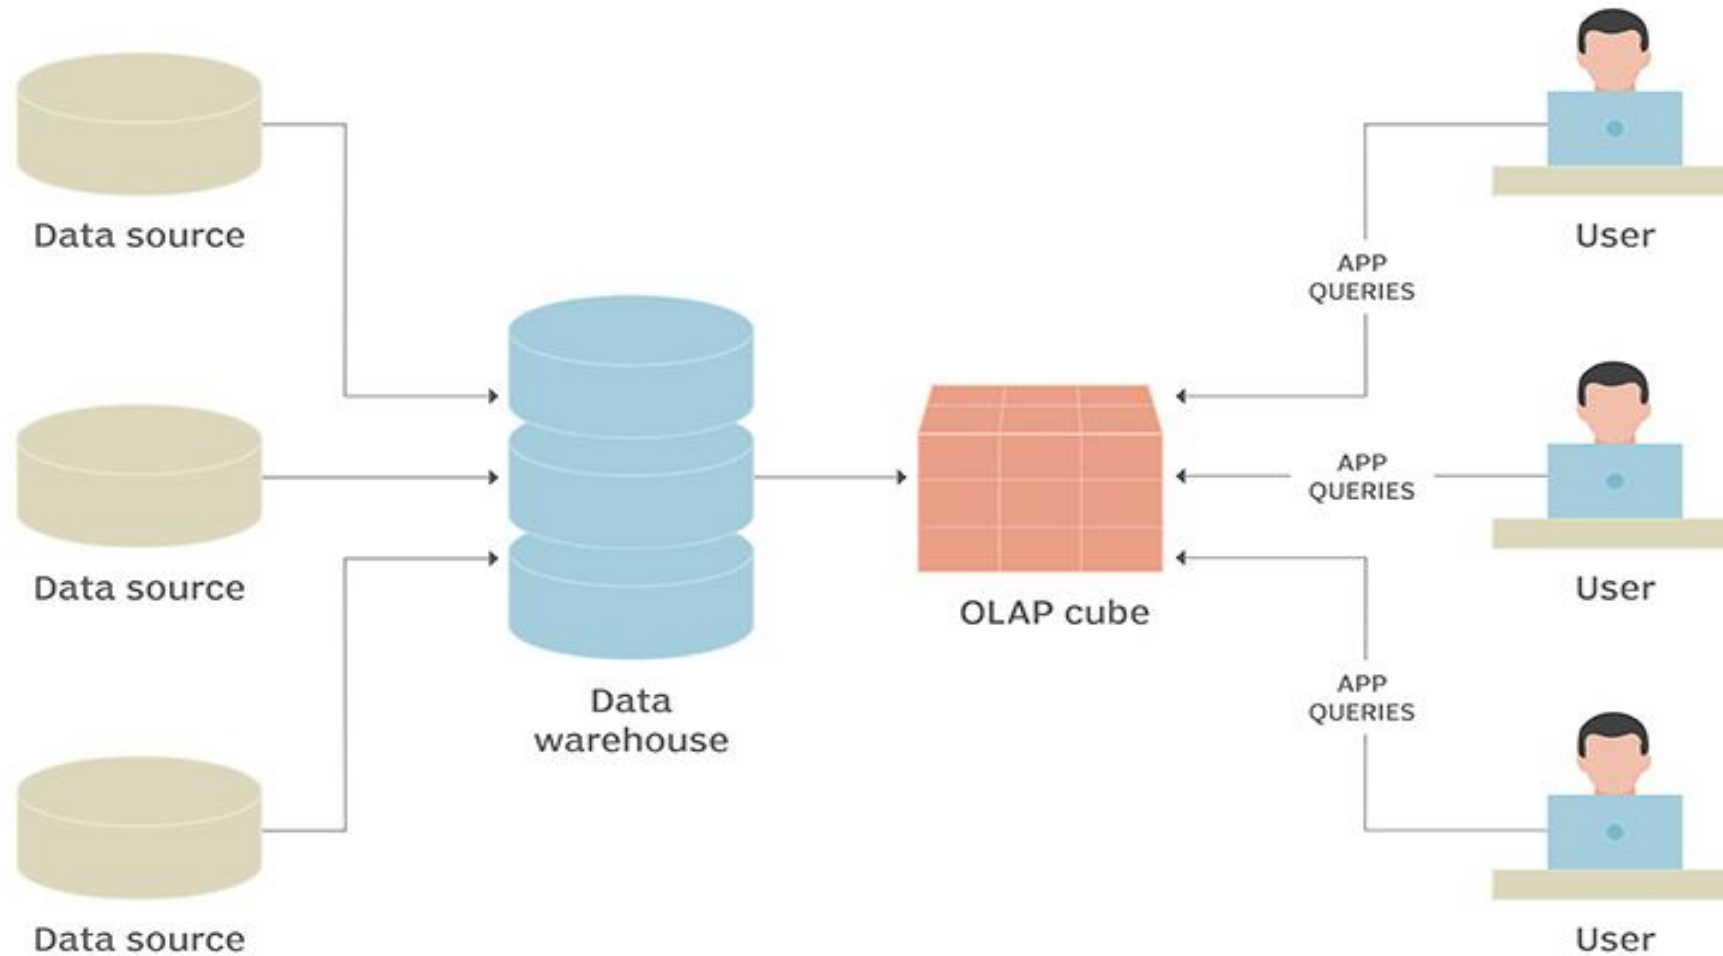 Data source
Data source
Data source
Data
warehouse
OLAP cube
APP
QUERIES
APP
QUERIES
APP
QUERIES
User
User
User